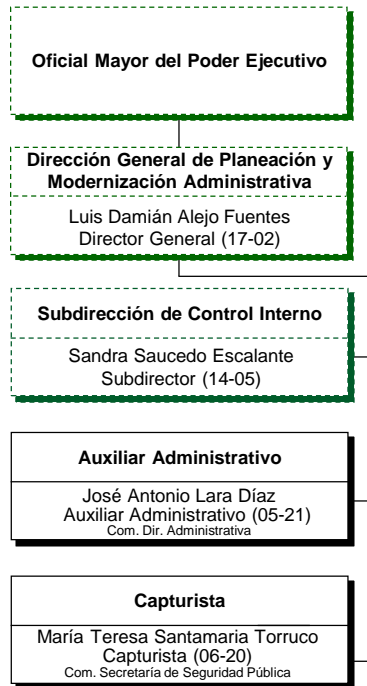 Oficial Mayor del Poder Ejecutivo
Dirección General de Planeación y
Modernización Administrativa
Luis Damián Alejo Fuentes
Director General (17-02)
Subdirección de Control Interno
Sandra Saucedo Escalante
Subdirector (14-05)
Auxiliar Administrativo
José Antonio Lara Díaz
Auxiliar Administrativo (05-21)
Com. Dir. Administrativa
Capturista
María Teresa Santamaria Torruco
Capturista (06-20)
Com. Secretaría de Seguridad Pública